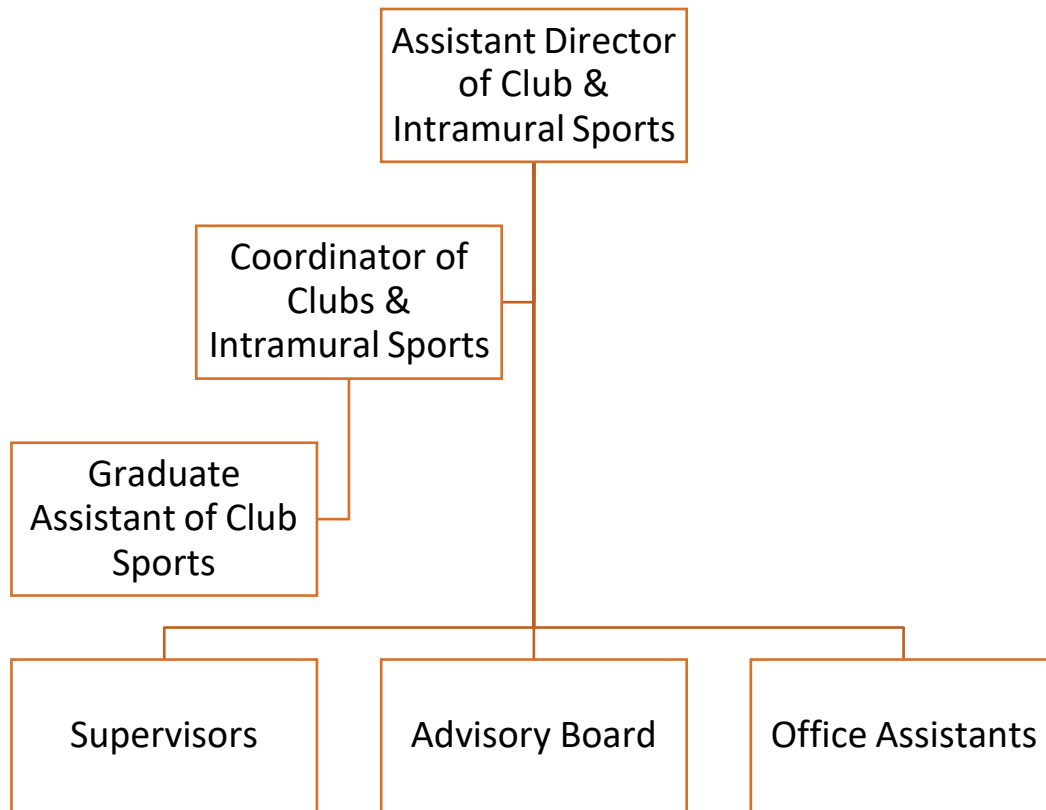 Assistant Director
of Club &
Intramural Sports
Coordinator of
Clubs &
Intramural Sports
Graduate
Assistant of Club
Sports
Supervisors
Advisory Board
Office Assistants